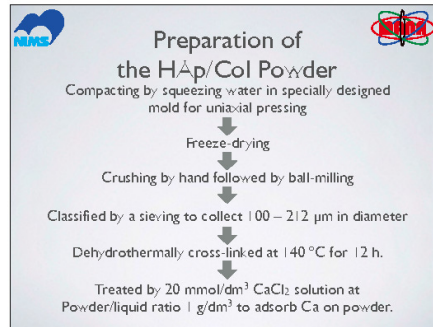 NIMS
Preparation of
the HAp/Col Powder
Compacting by squeezing water in specially designed
mold for uniaxial pressing
Freeze-drying
Crushing by hand followed by ball-milling
Classified by a sieving to collect 100 – 212 µm in diameter
Dehydrothermally cross-linked at 140 °C for 12 h.
Treated by 20 mmol/dm³ CaCl₂ solution at
Powder/liquid ratio 1 g/dm³ to adsorb Ca on powder.